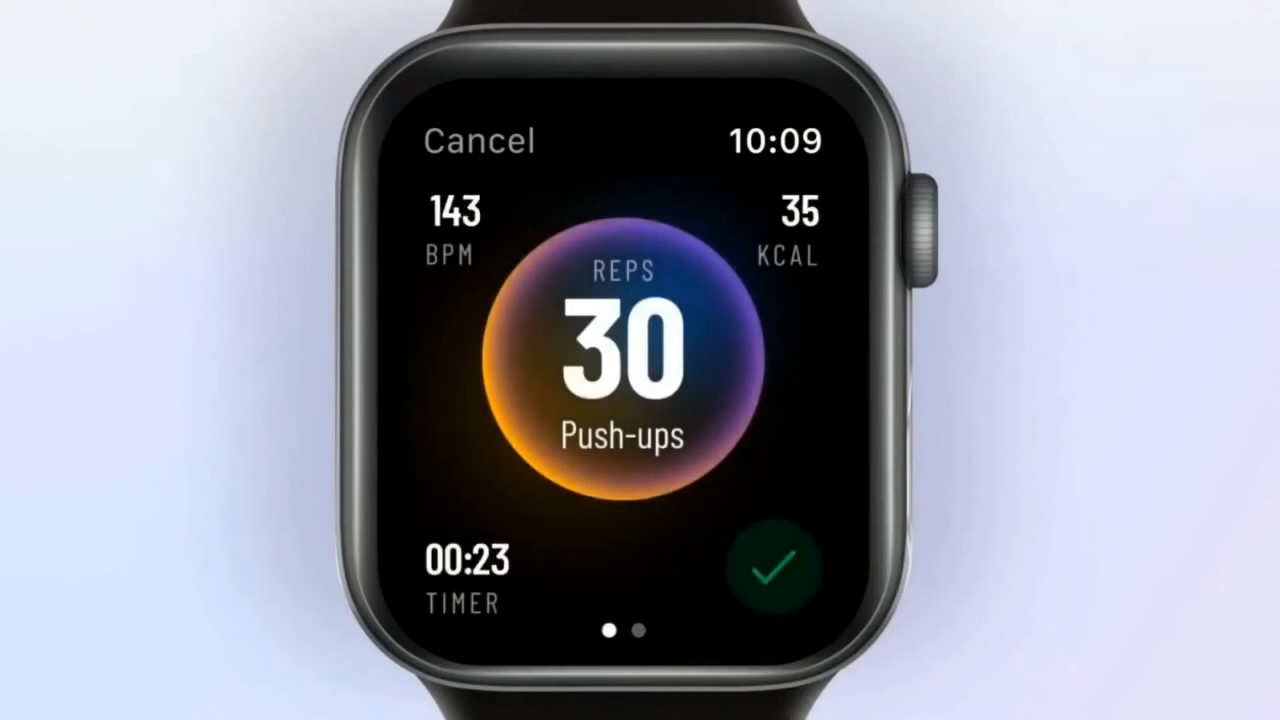 Cancel 10:09
143 35
BPM KCAL
REPS
30
Push-ups
00:23
TIMER